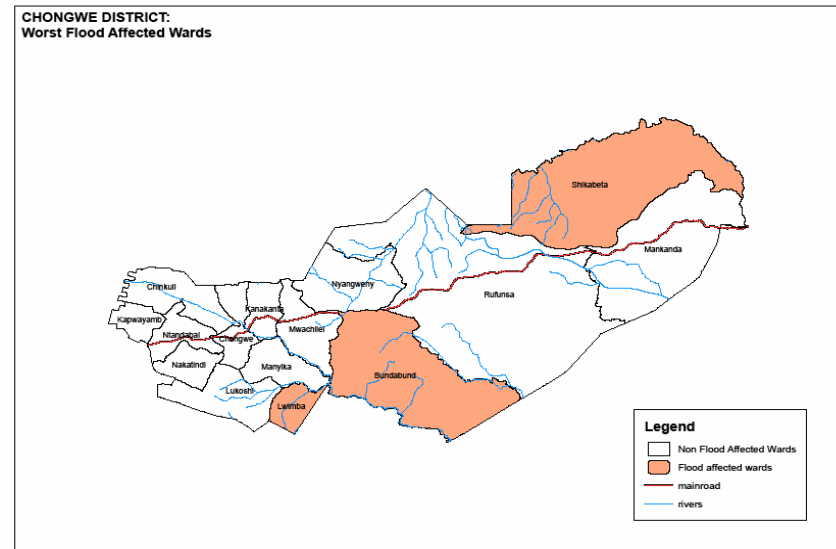 CHONGWE DISTRICT:
Worst Flood Affected Wards
Shikabeta
Mankanda
Nyangweny
Rufunsa
Chinkuli
Kapwayamb
Kanakanta
Ntandabal
Chongwe
Mwachilel
Nakatindi
Manyika
Bundabund
Lukoshi
Lwimba
Legend
Non Flood Affected Wards
Flood affected wards
mainroad
rivers